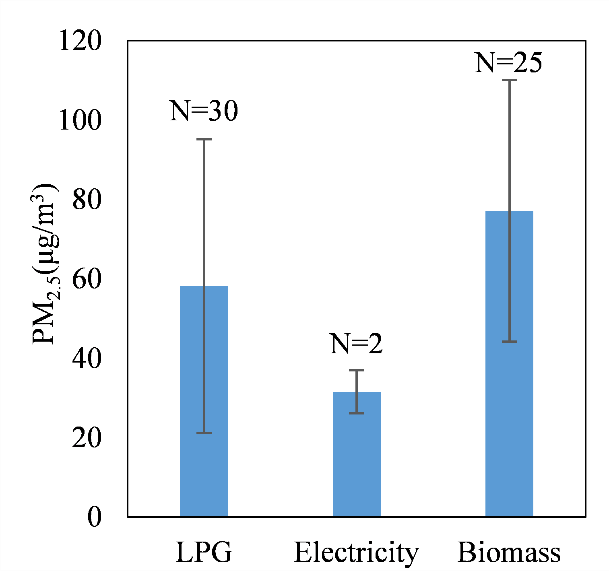 120
100
80
60
40
20
0
PM2.5(µg/m³)
N=30
N=2
N=25
LPG
Electricity
Biomass